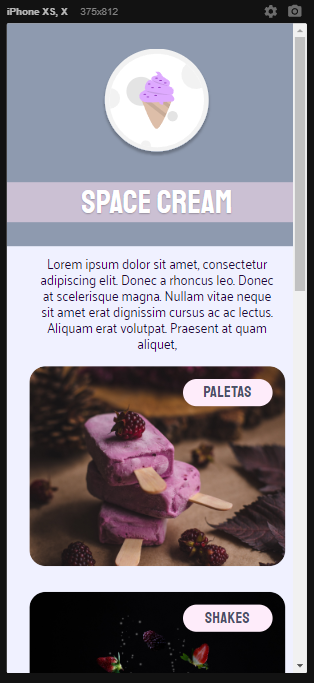 iPhone XS, X 375x812
SPACE CREAM
Lorem ipsum dolor sit amet, consectetur
adipiscing elit. Donec a rhoncus leo. Donec
at scelerisque magna. Nullam vitae neque
sit amet erat dignissim cursus ac ac lectus.
Aliquam erat volutpat. Praesent at quam
aliquet,
PALETAS
SHAKES